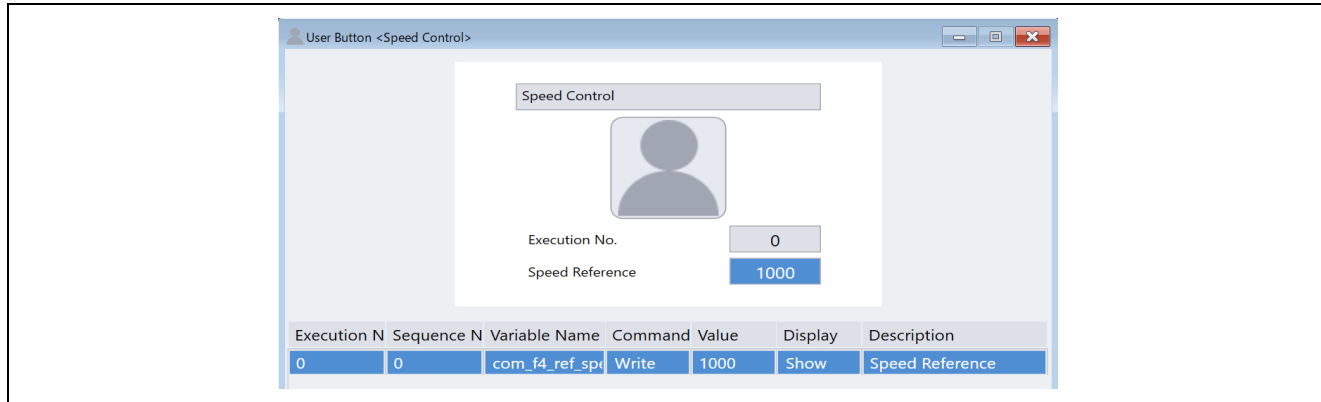 User Button <Speed Control>
Speed Control
Execution No. 0
Speed Reference 1000
Execution N Sequence N Variable Name Command Value Display Description
0 0 com_f4_ref_spe Write 1000 Show Speed Reference